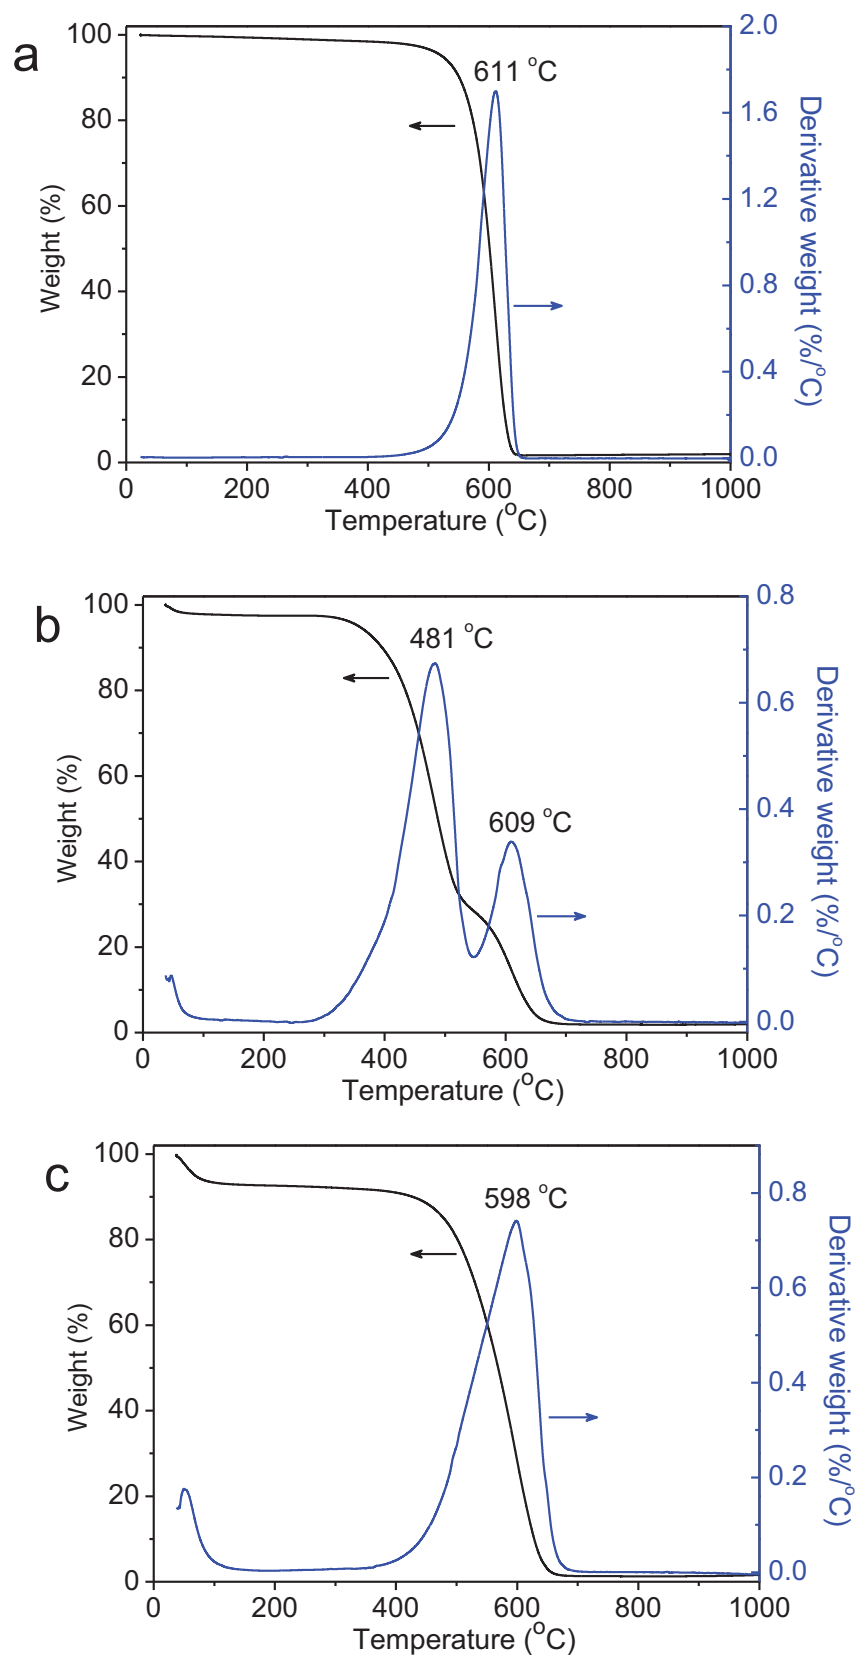 a
611 °C
Weight (%)
100
80
60
40
20
0
2.0
1.6
1.2
0.8
0.4
0.0
Derivative weight (%/°C)
0 200 400 600 800 1000
Temperature (°C)
b
481 °C
609 °C
Weight (%)
100
80
60
40
20
0
0.8
0.6
0.4
0.2
0.0
Derivative weight (%/°C)
0 200 400 600 800 1000
Temperature (°C)
c
598 °C
Weight (%)
100
80
60
40
20
0
0.8
0.6
0.4
0.2
0.0
Derivative weight (%/°C)
0 200 400 600 800 1000
Temperature (°C)